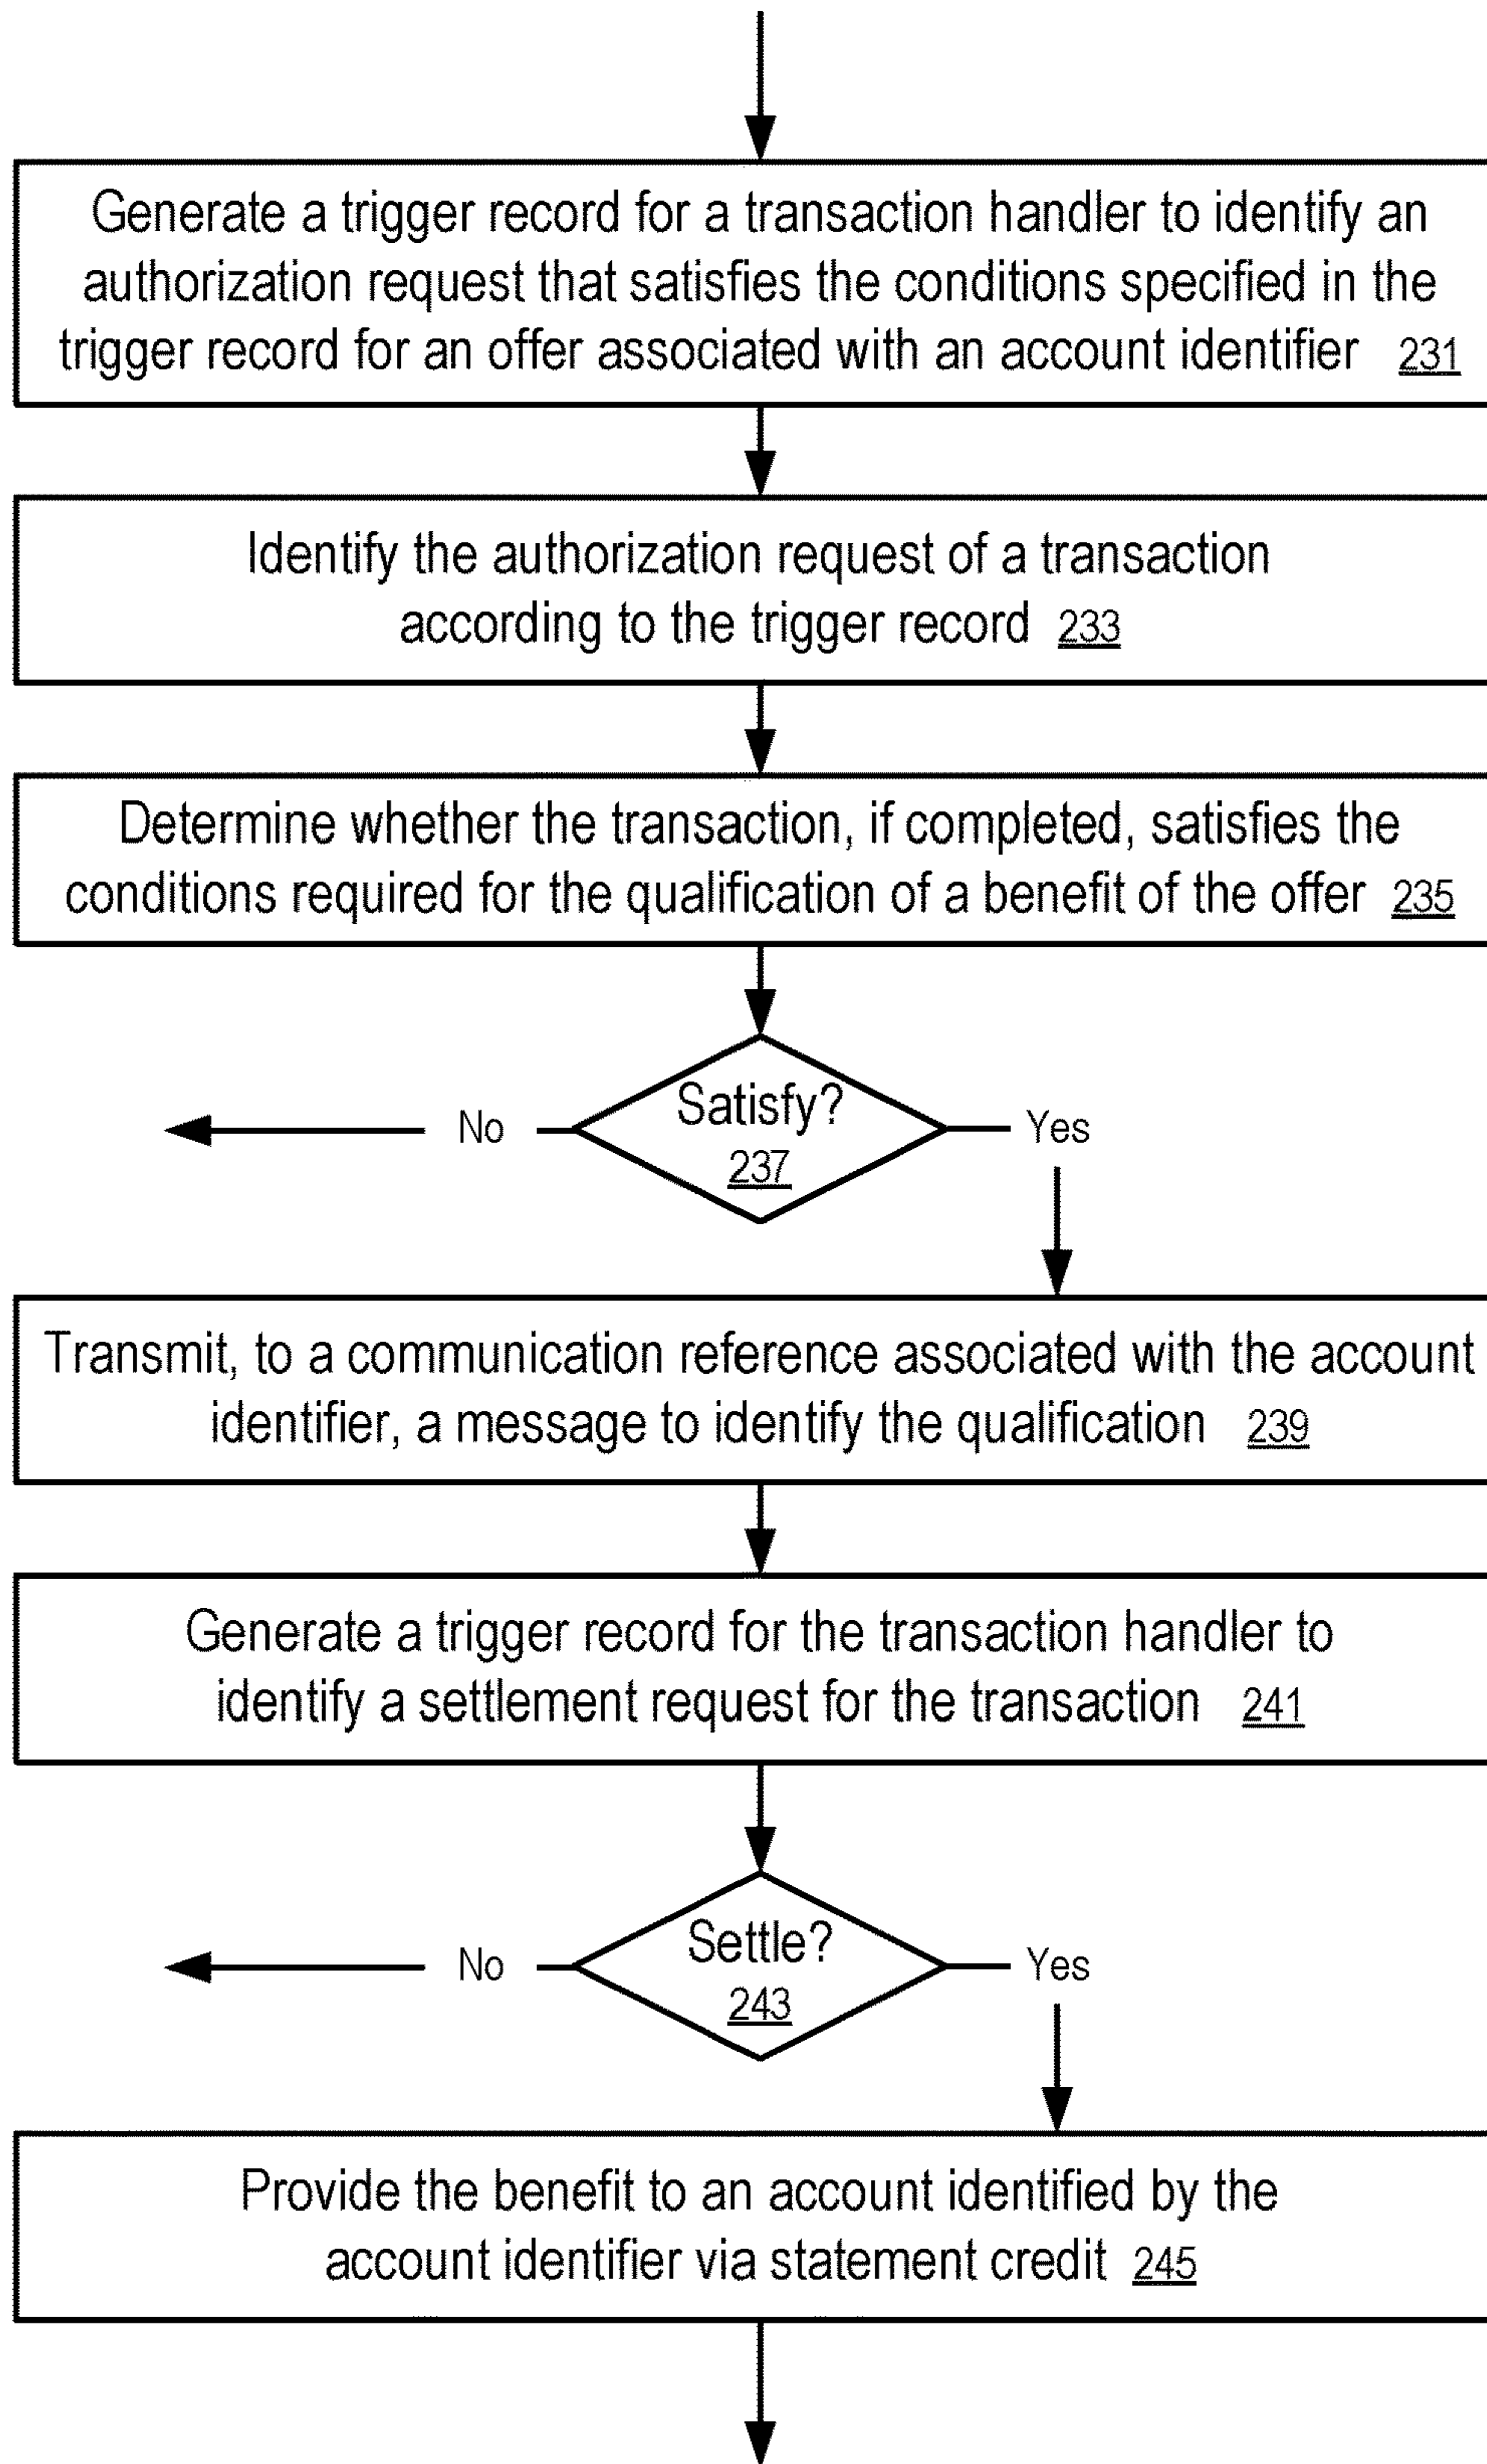 Generate a trigger record for a transaction handler to identify an
authorization request that satisfies the conditions specified in the
trigger record for an offer associated with an account identifier 231
Identify the authorization request of a transaction
according to the trigger record 233
Determine whether the transaction, if completed, satisfies the
conditions required for the qualification of a benefit of the offer 235
Satisfy?
No
Yes
237
Transmit, to a communication reference associated with the account
identifier, a message to identify the qualification 239
Generate a trigger record for the transaction handler to
identify a settlement request for the transaction 241
Settle?
No
Yes
243
Provide the benefit to an account identified by the
account identifier via statement credit 245